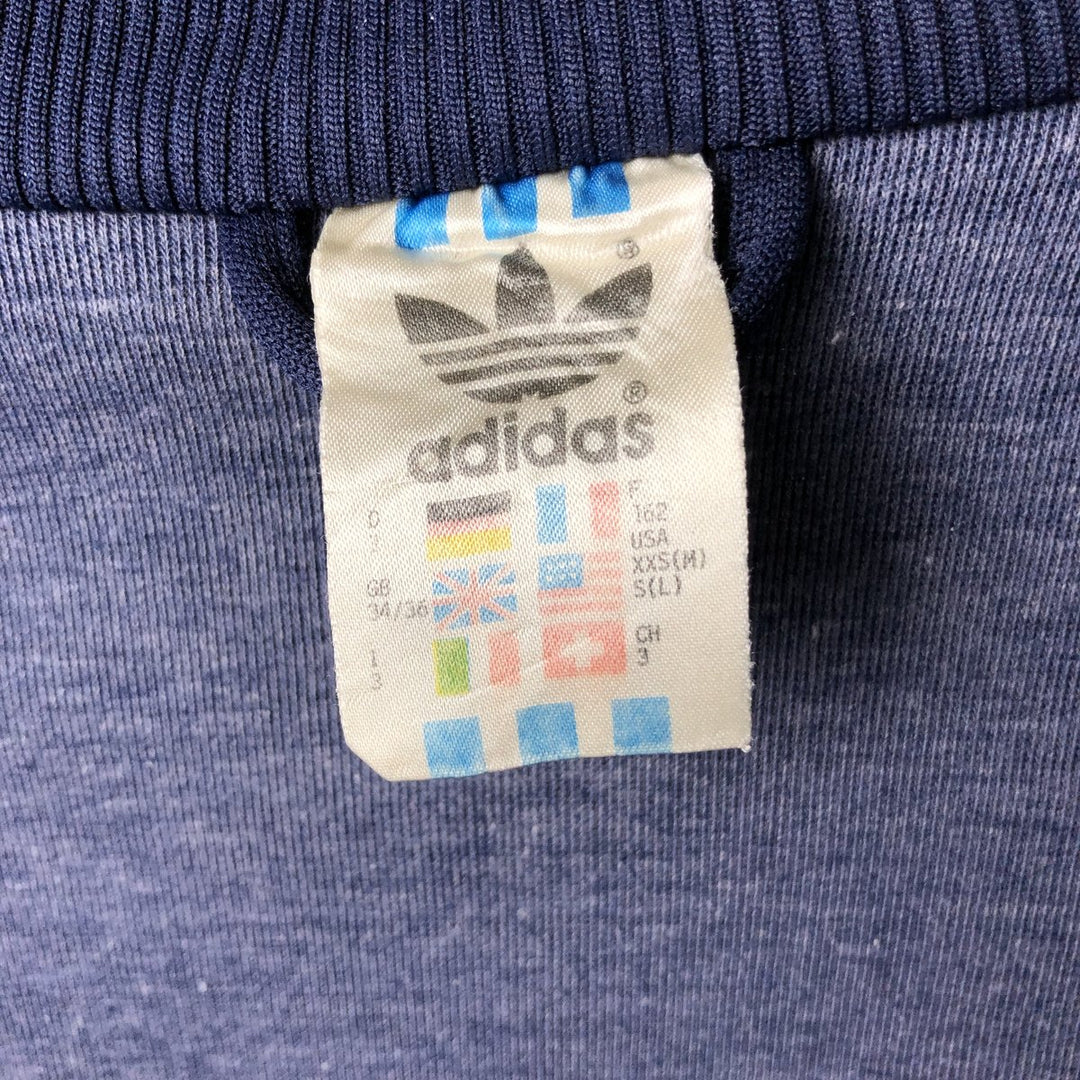 ®
®
adidas
D
F
162
USA
XXS(M)
S(L)
GB
34/36
I
3
CH
3